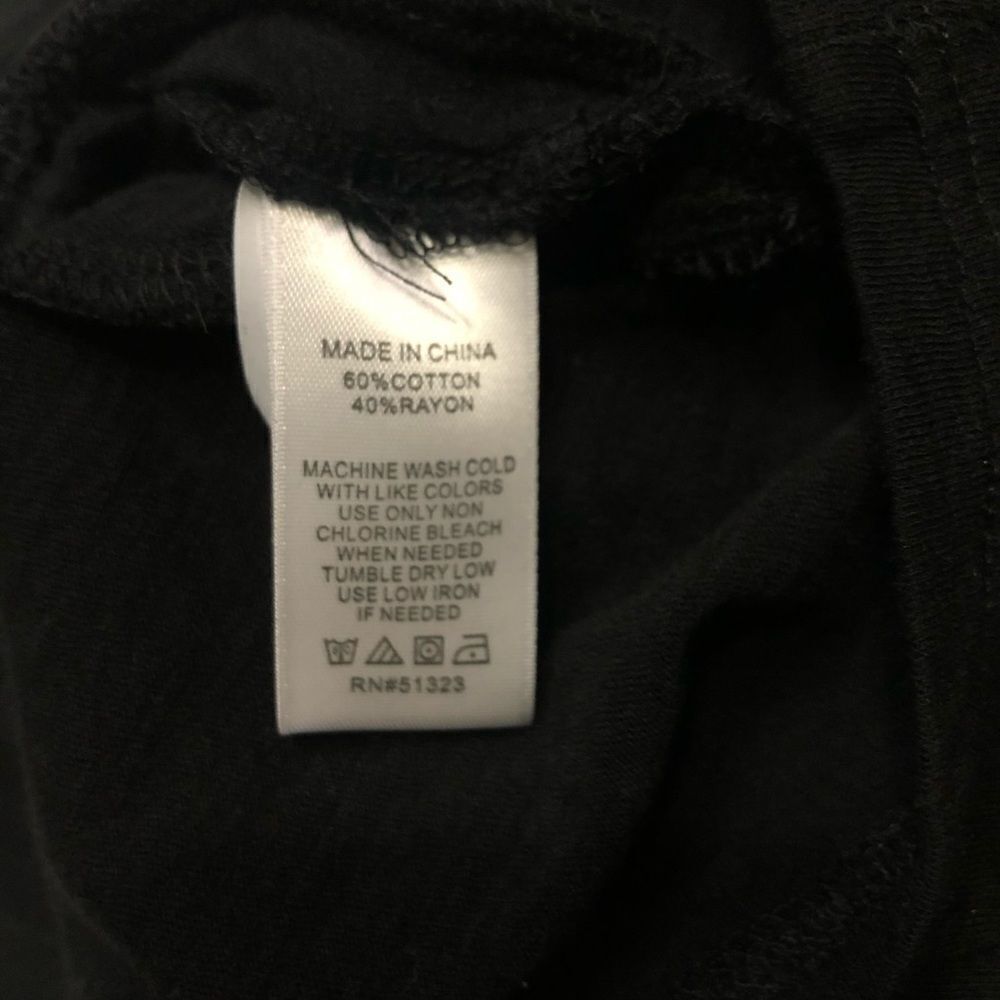 MADE IN CHINA
60%COTTON
40%RAYON
MACHINE WASH COLD
WITH LIKE COLORS
USE ONLY NON
CHLORINE BLEACH
WHEN NEEDED
TUMBLE DRY LOW
USE LOW IRON
IF NEEDED
RN#51323